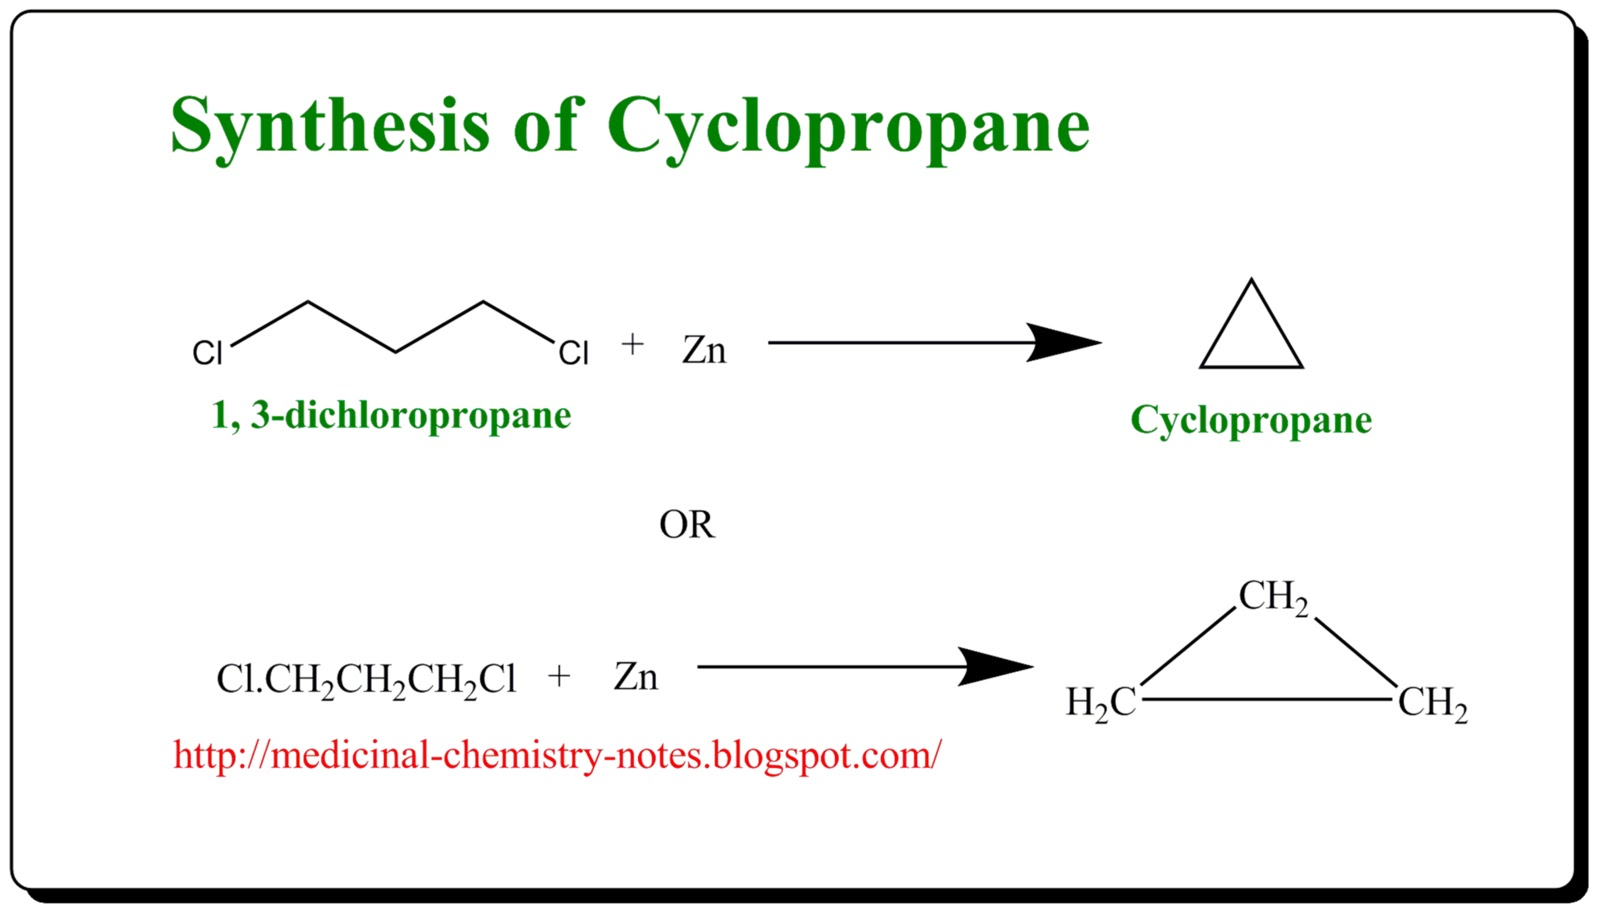 Synthesis of Cyclopropane
Cl Cl + Zn
1, 3-dichloropropane Cyclopropane
OR
CH₂
Cl.CH₂CH₂CH₂Cl + Zn H₂C CH₂
http://medicinal-chemistry-notes.blogspot.com/